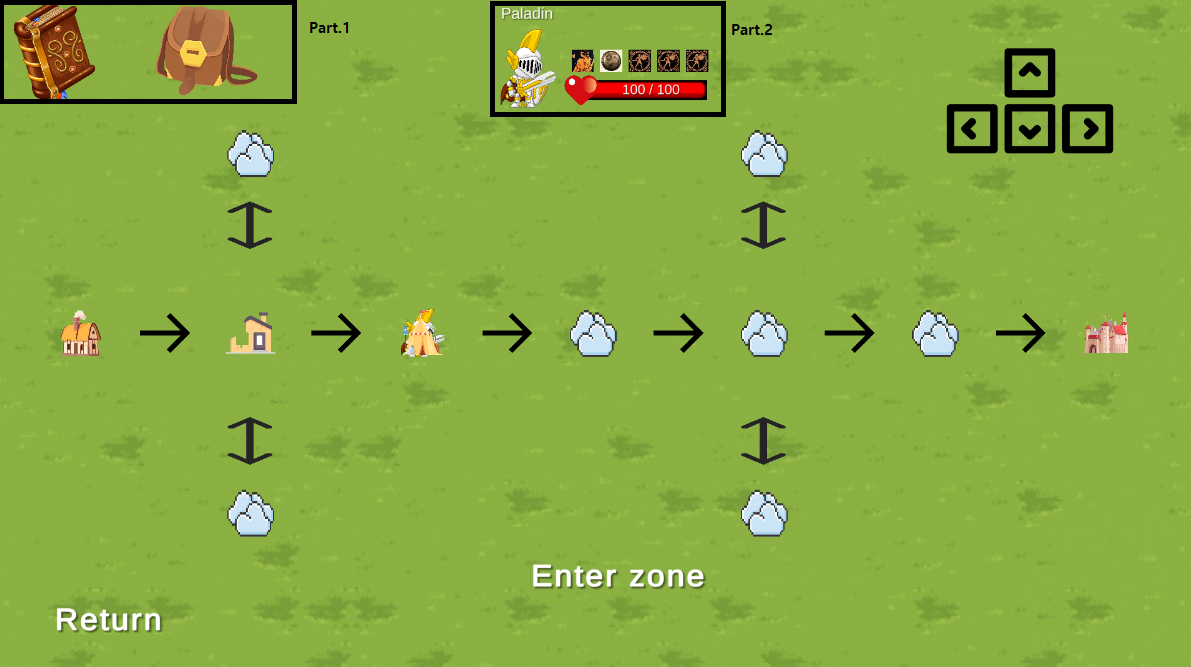 Paladin
Part.1
Part.2
100 / 100
Enter zone
Return